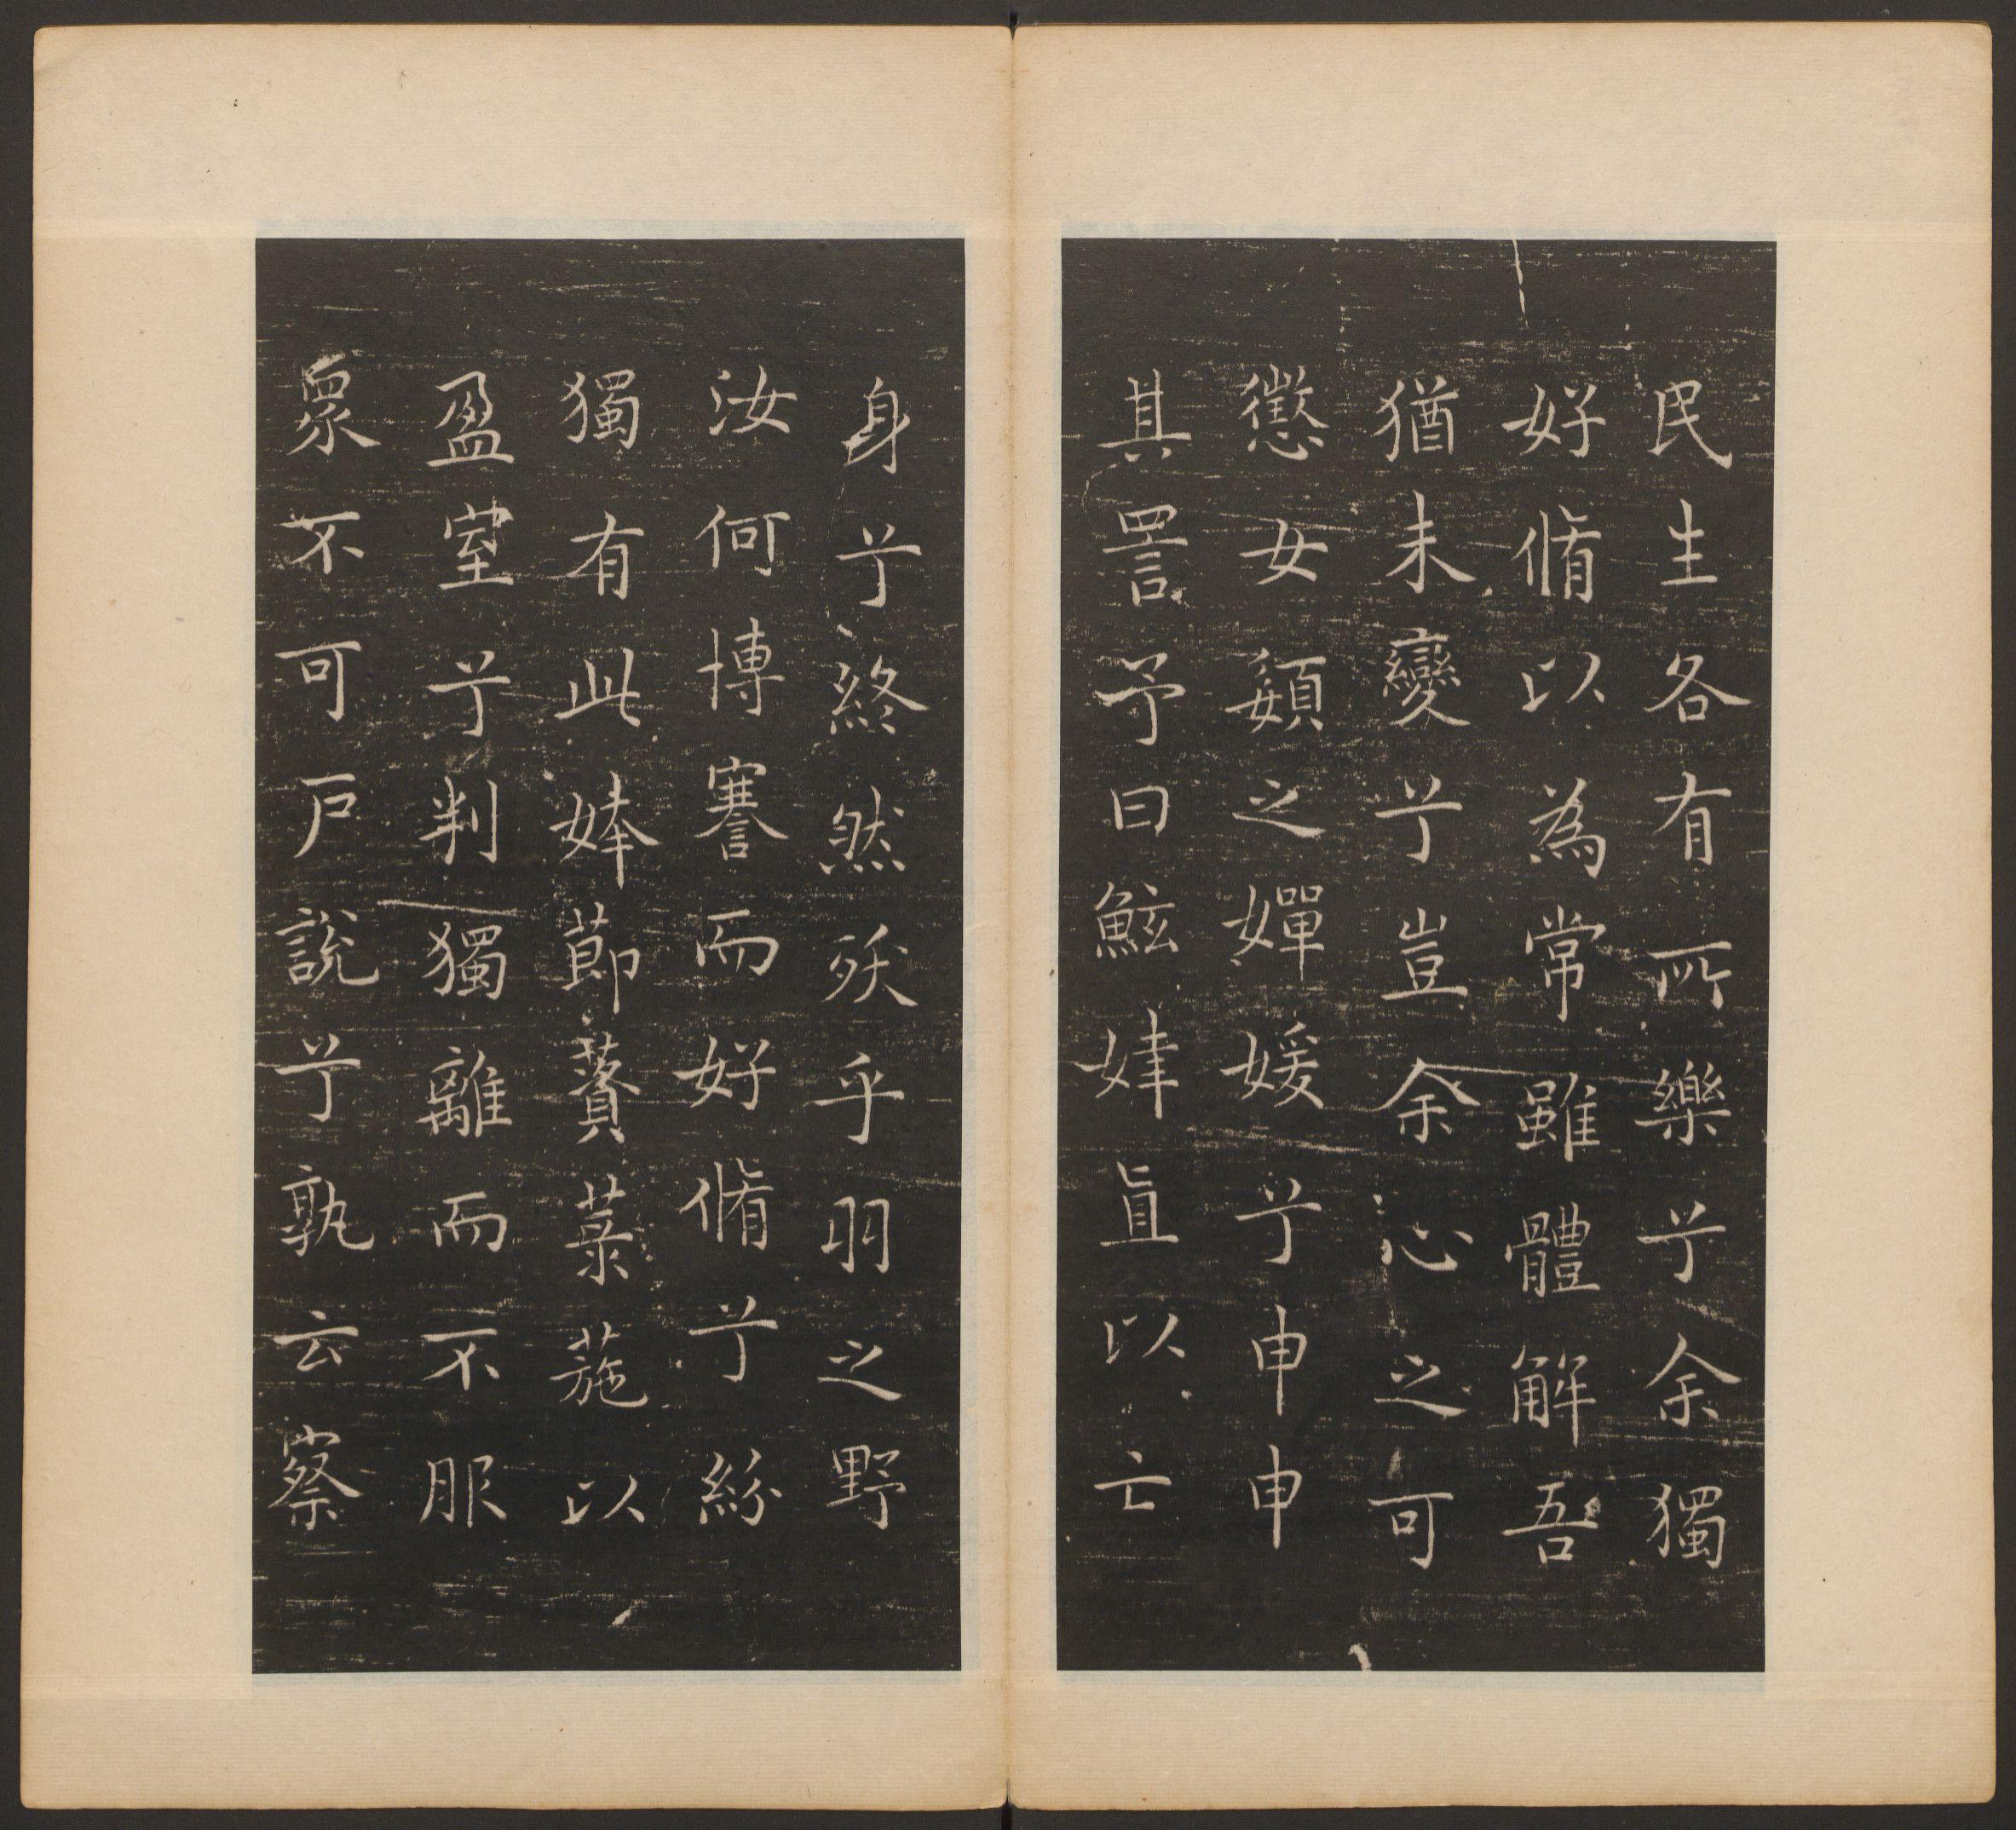 民生各有所樂兮余獨
好脩以為常雖體解吾
猶未變兮豈余心之可
懲女嬃之嬋媛兮申申
其詈予曰鮌婞直以亡
身兮終然殀乎羽之野
汝何博謇而好脩兮紛
獨有此姱節薋菉葹以
盈室兮判獨離而不服
眾不可戶說兮孰云察